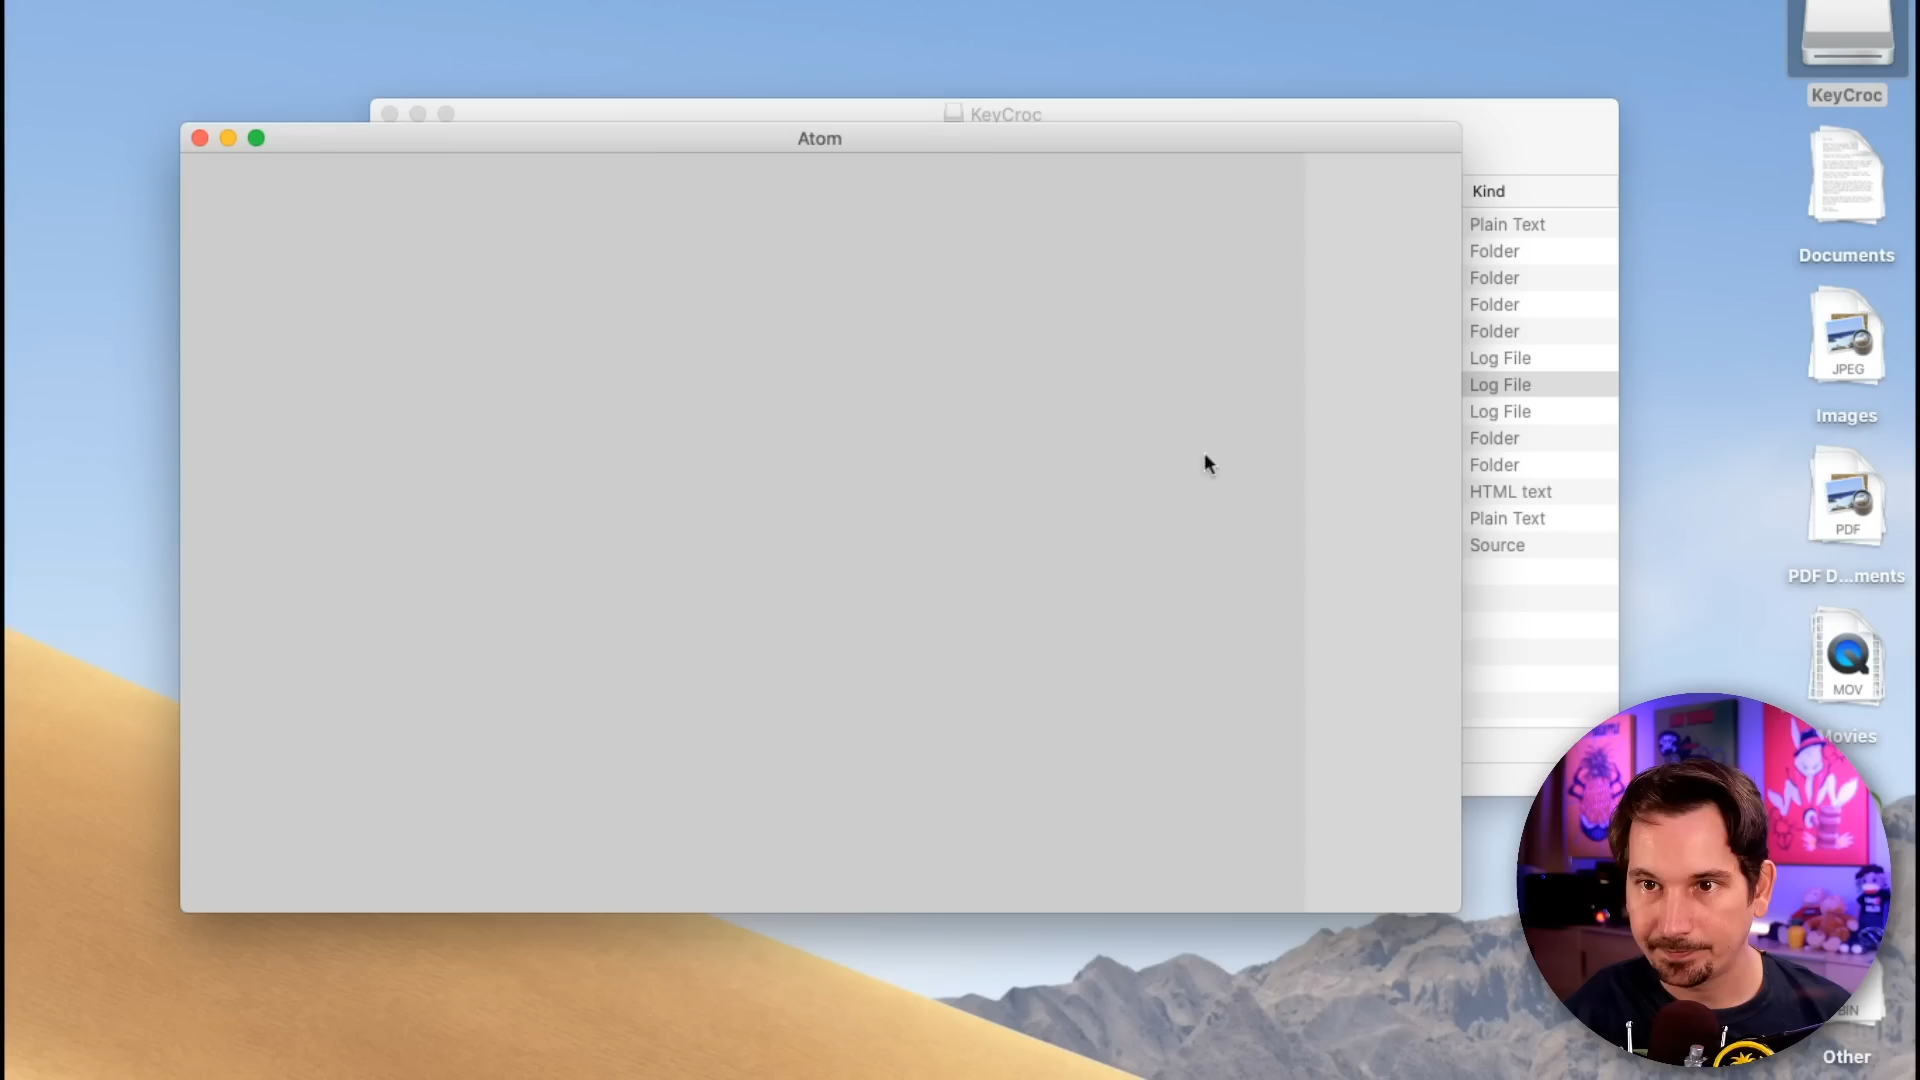 KeyCroc
Atom
Kind
Plain Text
Folder
Folder
Folder
Folder
Log File
Log File
Log File
Folder
Folder
HTML text
Plain Text
Source
KeyCroc
Documents
JPEG
Images
PDF
PDF D...ments
MOV
Movies
BIN
Other